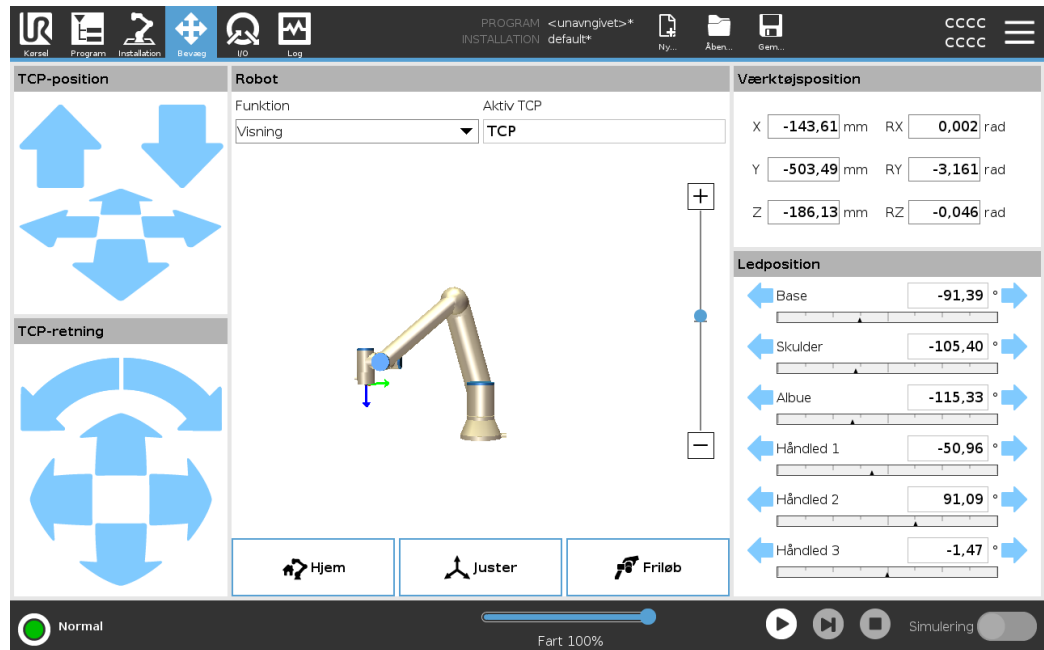 PROGRAM <unavngivet>*
INSTALLATION default*
cccc
cccc
Kørsel Program Installation Bevæg I/O Log Ny... Åben... Gem...
TCP-position
Robot
Værktøjsposition
Funktion Aktiv TCP
Visning TCP
X -143,61 mm RX 0,002 rad
Y -503,49 mm RY -3,161 rad
Z -186,13 mm RZ -0,046 rad
+
−
Ledposition
Base -91,39 °
Skulder -105,40 °
Albue -115,33 °
Håndled 1 -50,96 °
Håndled 2 91,09 °
Håndled 3 -1,47 °
TCP-retning
Hjem Juster Friløb
Normal
Fart 100%
Simulering